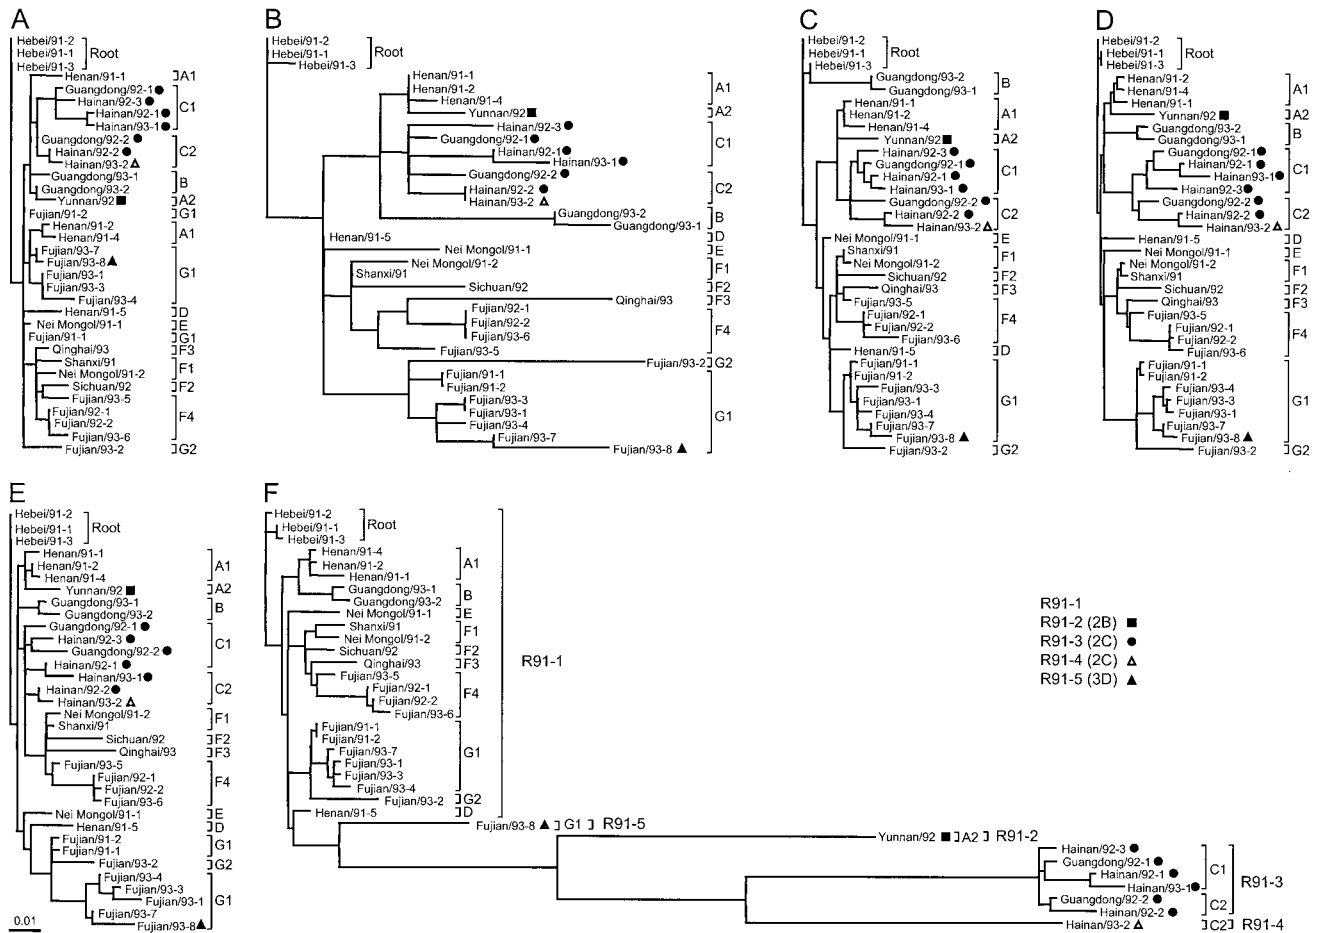 A
Hebei/91-2
Hebei/91-1
Hebei/91-3
Root
Henan/91-1
A1
Guangdong/92-1
Hainan/92-3
Hainan/92-1
Hainan/93-1
C1
Guangdong/92-2
Hainan/92-2
Hainan/93-2
C2
Guangdong/93-1
Guangdong/93-2
B
Yunnan/92
A2
Fujian/91-2
G1
Henan/91-2
Henan/91-4
A1
Fujian/93-7
Fujian/93-8
Fujian/93-1
Fujian/93-3
Fujian/93-4
G1
Henan/91-5
D
Nei Mongol/91-1
E
Fujian/91-1
G1
Qinghai/93
F3
Shanxi/91
Nei Mongol/91-2
F1
Sichuan/92
F2
Fujian/93-5
Fujian/92-1
Fujian/92-2
Fujian/93-6
F4
Fujian/93-2
G2
B
Hebei/91-2
Hebei/91-1
Hebei/91-3
Root
Henan/91-1
Henan/91-2
Henan/91-4
A1
Yunnan/92
A2
Hainan/92-3
Guangdong/92-1
Hainan/92-1
Hainan/93-1
C1
Guangdong/92-2
Hainan/92-2
Hainan/93-2
C2
Guangdong/93-2
Guangdong/93-1
B
Henan/91-5
D
Nei Mongol/91-1
E
Nei Mongol/91-2
Shanxi/91
F1
Sichuan/92
F2
Qinghai/93
F3
Fujian/92-1
Fujian/92-2
Fujian/93-6
Fujian/93-5
F4
Fujian/93-2
G2
Fujian/91-1
Fujian/91-2
Fujian/93-3
Fujian/93-1
Fujian/93-4
Fujian/93-7
Fujian/93-8
G1
C
Hebei/91-2
Hebei/91-1
Hebei/91-3
Root
Guangdong/93-2
Guangdong/93-1
B
Henan/91-1
Henan/91-2
Henan/91-4
A1
Yunnan/92
A2
Hainan/92-3
Guangdong/92-1
Hainan/92-1
Hainan/93-1
C1
Guangdong/92-2
Hainan/92-2
Hainan/93-2
C2
Nei Mongol/91-1
E
Shanxi/91
Nei Mongol/91-2
F1
Sichuan/92
F2
Qinghai/93
F3
Fujian/93-5
Fujian/92-1
Fujian/92-2
Fujian/93-6
F4
Henan/91-5
D
Fujian/91-1
Fujian/91-2
Fujian/93-3
Fujian/93-1
Fujian/93-4
Fujian/93-7
Fujian/93-8
G1
Fujian/93-2
G2
D
Hebei/91-2
Hebei/91-1
Hebei/91-3
Root
Henan/91-2
Henan/91-4
Henan/91-1
A1
Yunnan/92
A2
Guangdong/93-2
Guangdong/93-1
B
Guangdong/92-1
Hainan/92-1
Hainan/93-1
Hainan/92-3
C1
Guangdong/92-2
Hainan/92-2
Hainan/93-2
C2
Henan/91-5
D
Nei Mongol/91-1
E
Nei Mongol/91-2
Shanxi/91
F1
Sichuan/92
F2
Qinghai/93
F3
Fujian/93-5
Fujian/92-1
Fujian/92-2
Fujian/93-6
F4
Fujian/91-1
Fujian/91-2
Fujian/93-4
Fujian/93-3
Fujian/93-1
Fujian/93-7
Fujian/93-8
G1
Fujian/93-2
G2
E
Hebei/91-2
Hebei/91-1
Hebei/91-3
Root
Henan/91-1
Henan/91-2
Henan/91-4
A1
Yunnan/92
A2
Guangdong/93-1
Guangdong/93-2
B
Guangdong/92-1
Hainan/92-3
Guangdong/92-2
C1
Hainan/92-1
Hainan/93-1
Hainan/92-2
Hainan/93-2
C2
Nei Mongol/91-2
Shanxi/91
F1
Sichuan/92
F2
Qinghai/93
F3
Fujian/93-5
Fujian/92-1
Fujian/92-2
Fujian/93-6
F4
Nei Mongol/91-1
E
Henan/91-5
D
Fujian/91-2
Fujian/91-1
G1
Fujian/93-2
G2
Fujian/93-4
Fujian/93-3
Fujian/93-1
Fujian/93-7
Fujian/93-8
G1
0.01
F
Hebei/91-2
Hebei/91-1
Hebei/91-3
Root
Henan/91-4
Henan/91-2
Henan/91-1
A1
Guangdong/93-1
Guangdong/93-2
B
Nei Mongol/91-1
E
Shanxi/91
Nei Mongol/91-2
F1
Sichuan/92
F2
Qinghai/93
F3
Fujian/93-5
Fujian/92-1
Fujian/92-2
Fujian/93-6
F4
Fujian/91-1
Fujian/91-2
Fujian/93-7
Fujian/93-1
Fujian/93-3
Fujian/93-4
G1
Fujian/93-2
G2
Henan/91-5
D
R91-1
Fujian/93-8
G1
R91-5
Yunnan/92
A2
R91-2
Hainan/92-3
Guangdong/92-1
Hainan/92-1
Hainan/93-1
C1
Guangdong/92-2
Hainan/92-2
C2
R91-3
Hainan/93-2
C2
R91-4
R91-1
R91-2 (2B)
R91-3 (2C)
R91-4 (2C)
R91-5 (3D)